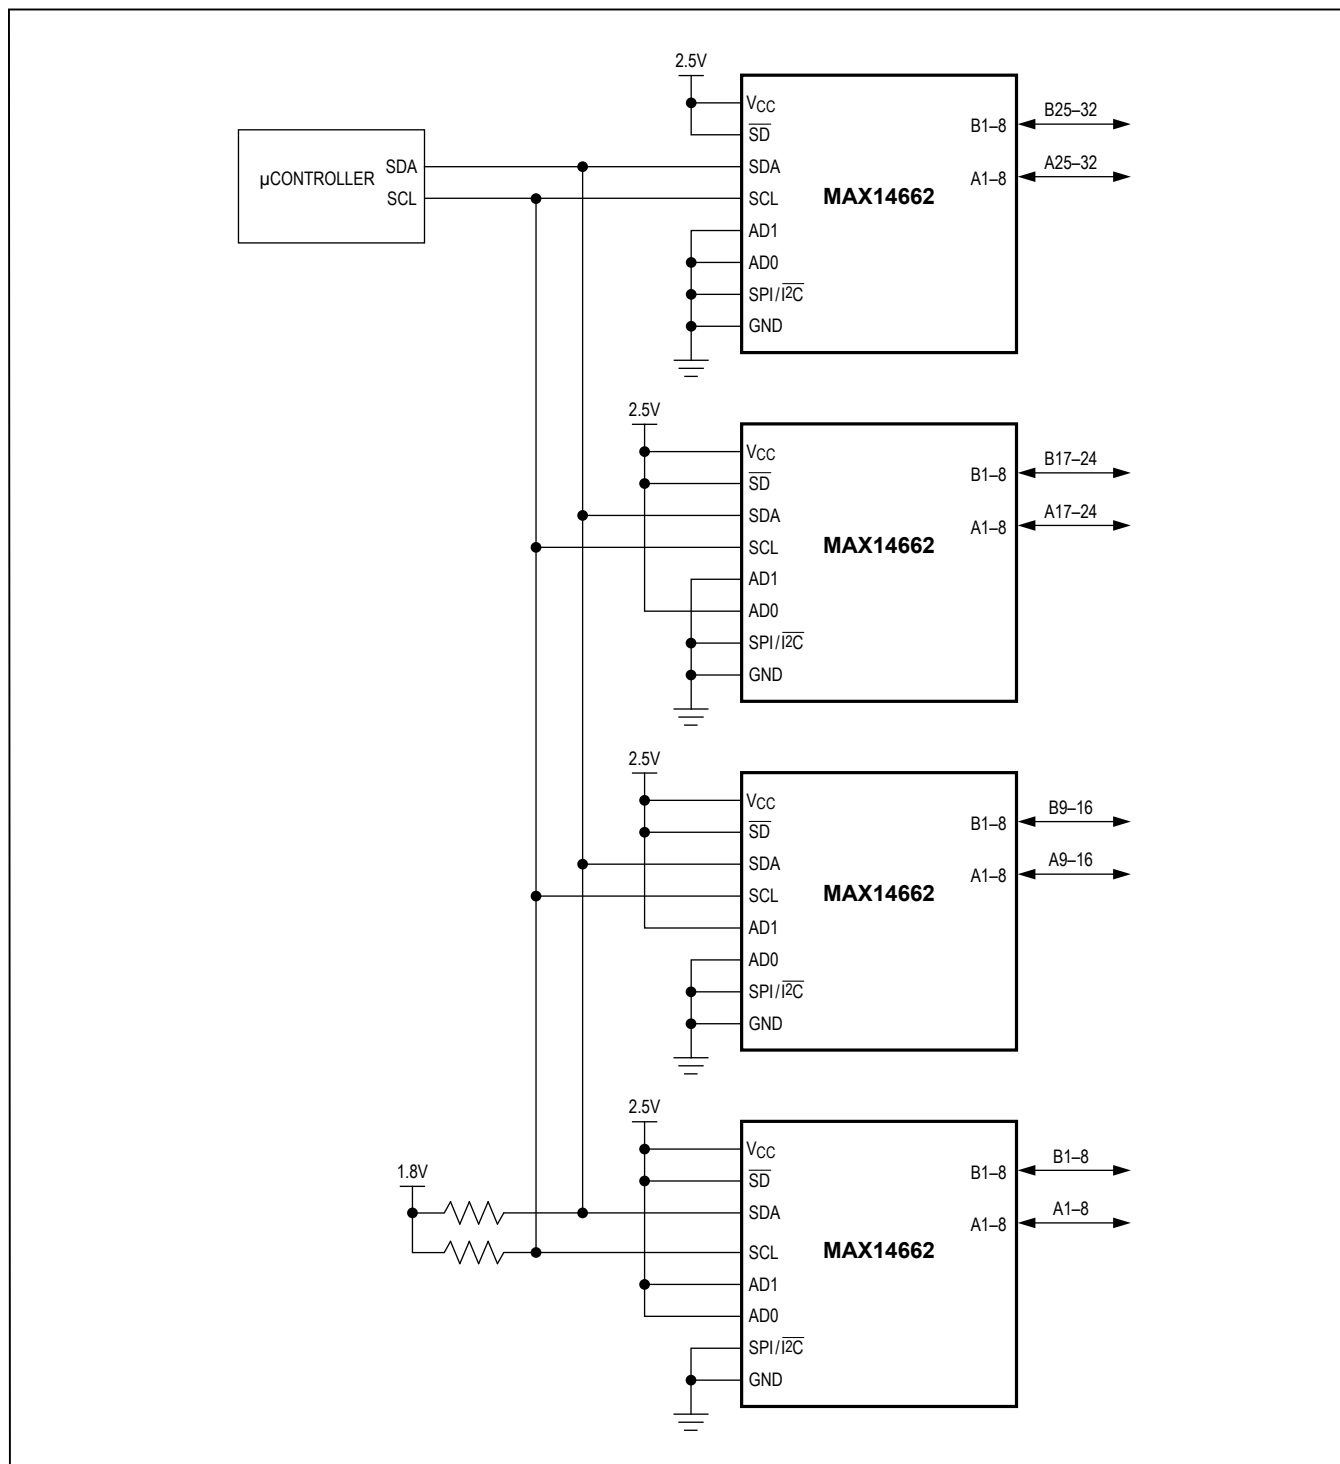 2.5V
VCC
SD
SDA
SCL
AD1
AD0
SPI/I2C
GND
MAX14662
B1–8
B25–32
A1–8
A25–32
µCONTROLLER
SDA
SCL
2.5V
VCC
SD
SDA
SCL
AD1
AD0
SPI/I2C
GND
MAX14662
B1–8
B17–24
A1–8
A17–24
2.5V
VCC
SD
SDA
SCL
AD1
AD0
SPI/I2C
GND
MAX14662
B1–8
B9–16
A1–8
A9–16
2.5V
VCC
SD
SDA
SCL
AD1
AD0
SPI/I2C
GND
MAX14662
B1–8
B1–8
A1–8
A1–8
1.8V